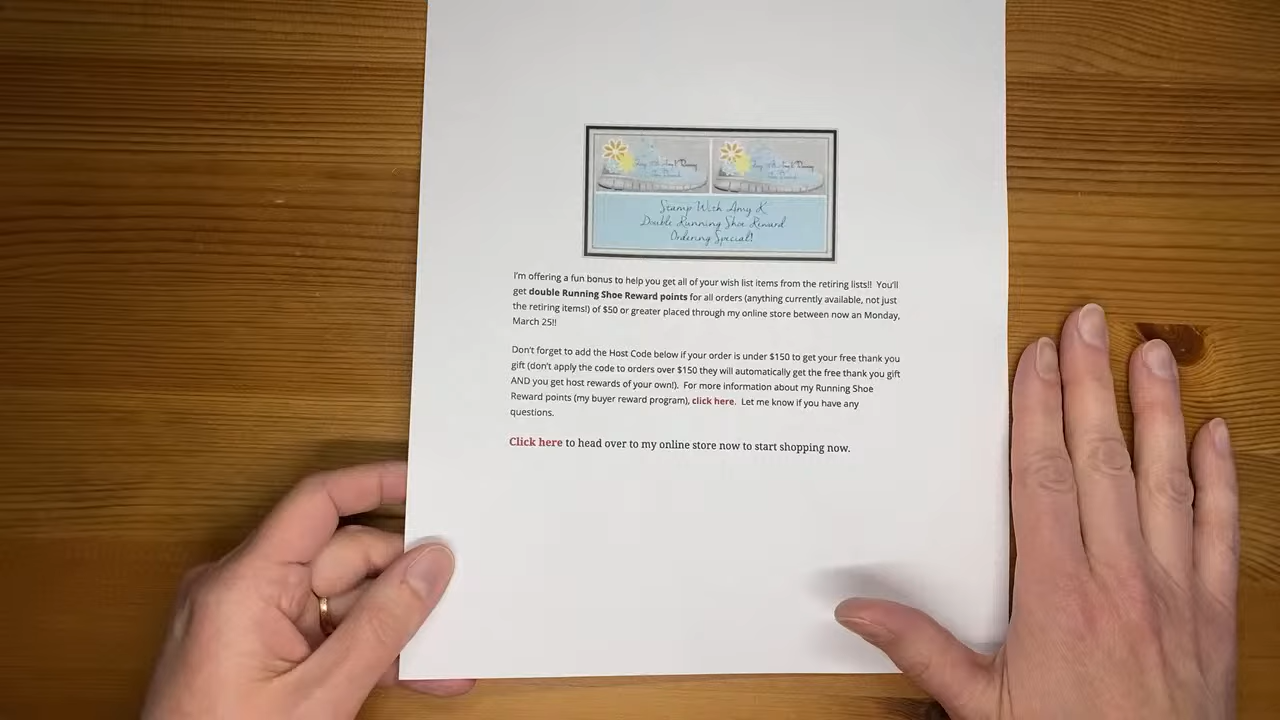 Stamp With Amy K
Double Running Shoe Reward
Ordering Special!
I'm offering a fun bonus to help you get all of your wish list items from the retiring lists!! You'll
get double Running Shoe Reward points for all orders (anything currently available, not just
the retiring items!) of $50 or greater placed through my online store between now an Monday,
March 25!!
Don't forget to add the Host Code below if your order is under $150 to get your free thank you
gift (don't apply the code to orders over $150 they will automatically get the free thank you gift
AND you get host rewards of your own!). For more information about my Running Shoe
Reward points (my buyer reward program), click here. Let me know if you have any
questions.
Click here to head over to my online store now to start shopping now.